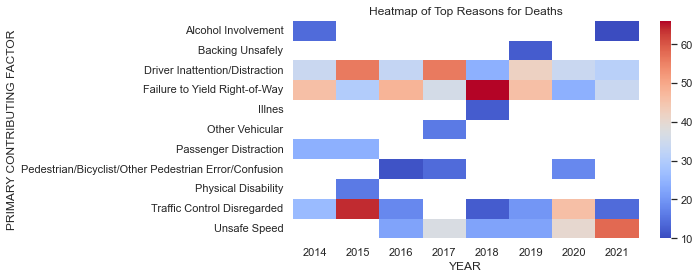 Heatmap of Top Reasons for Deaths
PRIMARY CONTRIBUTING FACTOR
Alcohol Involvement
Backing Unsafely
Driver Inattention/Distraction
Failure to Yield Right-of-Way
Illnes
Other Vehicular
Passenger Distraction
Pedestrian/Bicyclist/Other Pedestrian Error/Confusion
Physical Disability
Traffic Control Disregarded
Unsafe Speed
2014 2015 2016 2017 2018 2019 2020 2021
YEAR
60
50
40
30
20
10